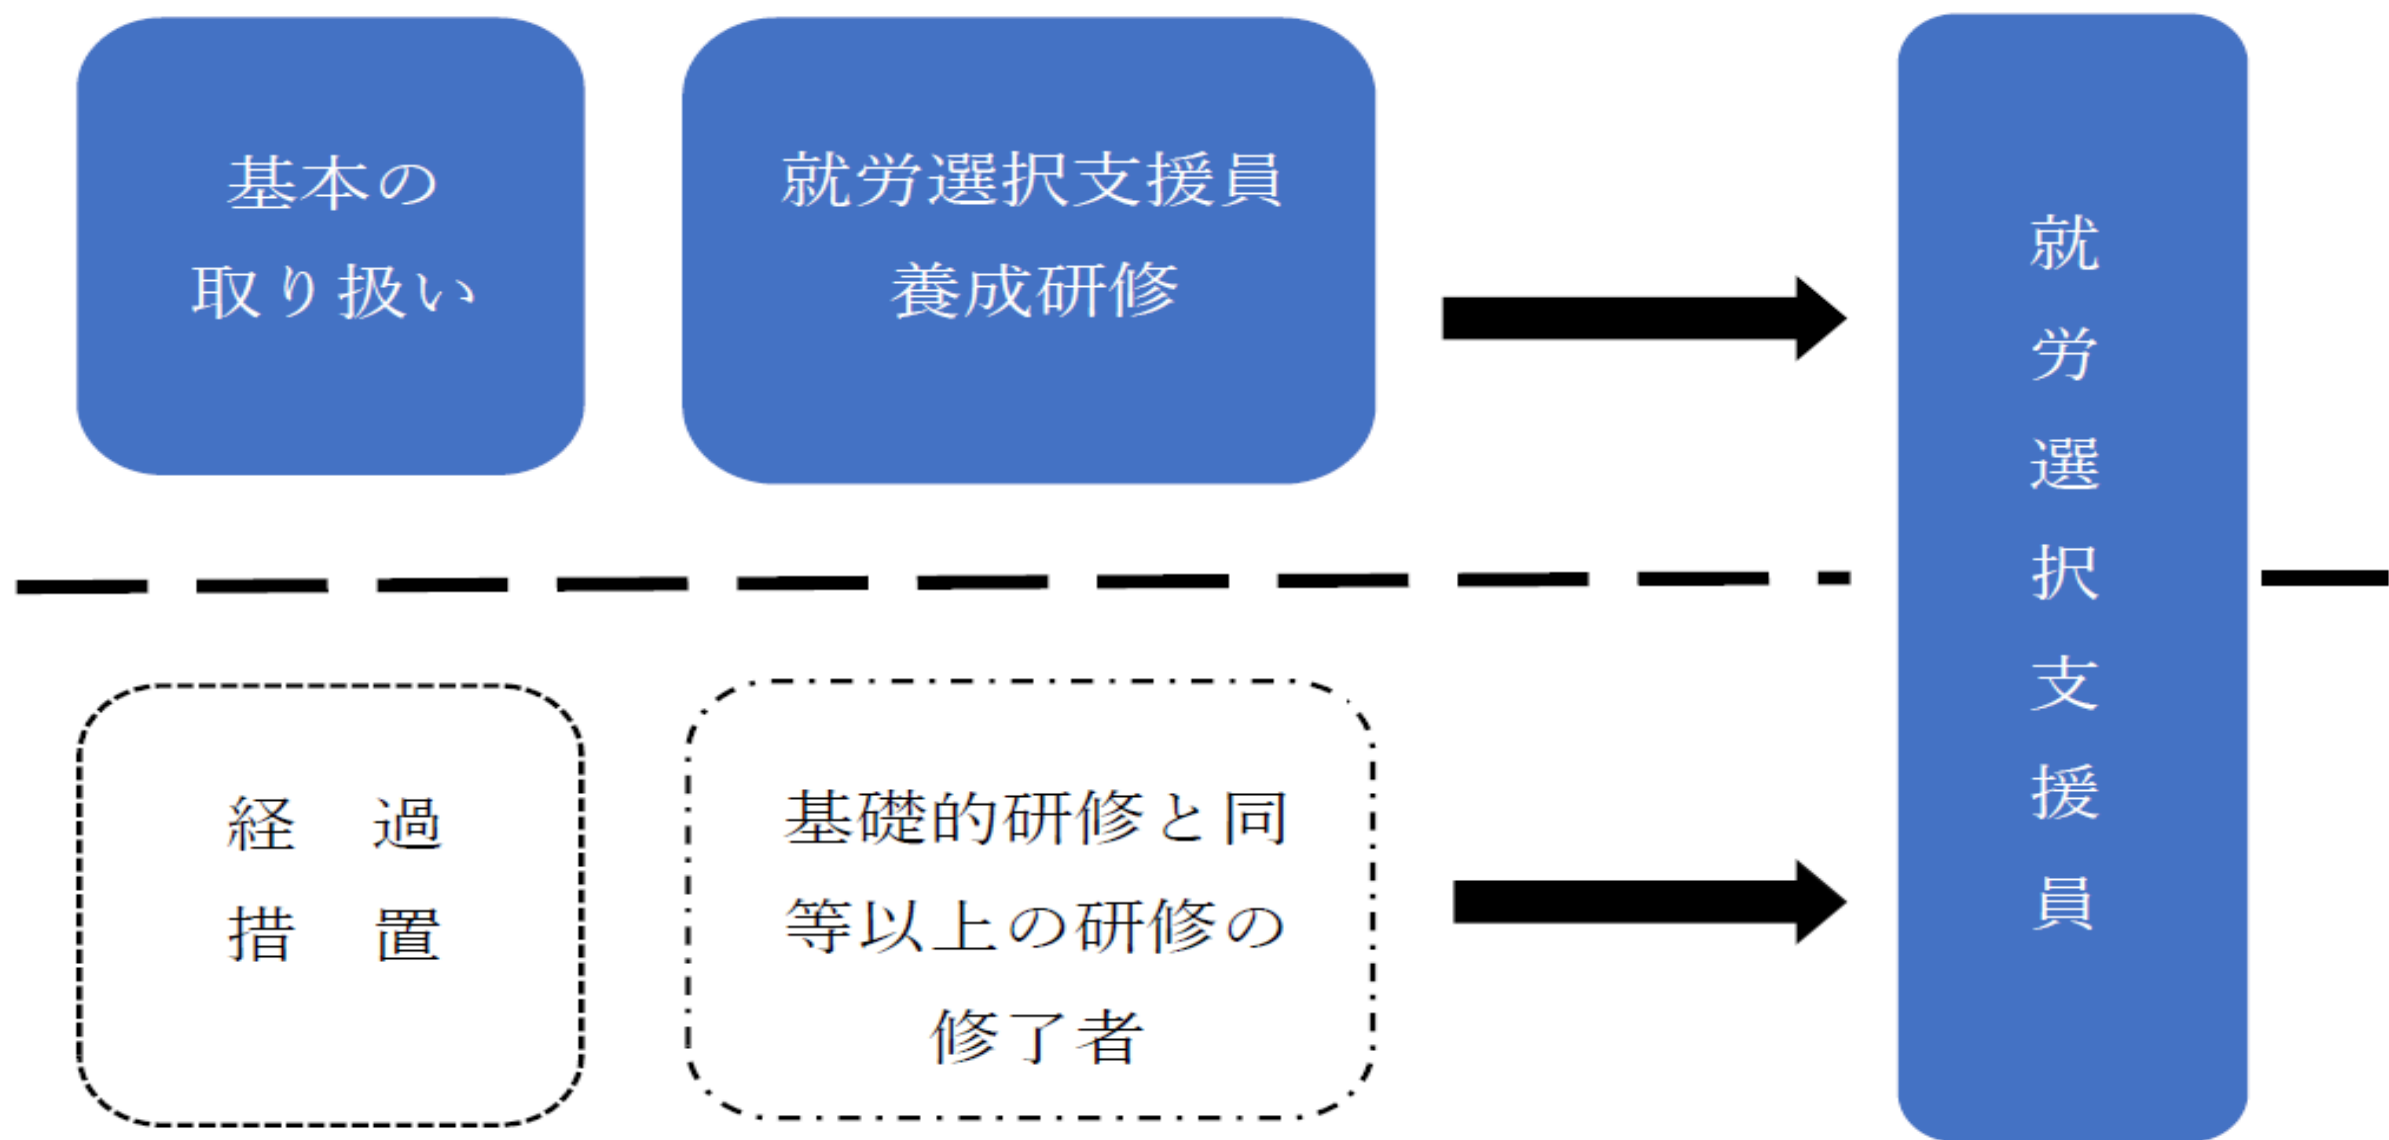 基本の
取り扱い
就労選択支援員
養成研修
就労選択支援員
経　過
措　置
基礎的研修と同
等以上の研修の
修了者